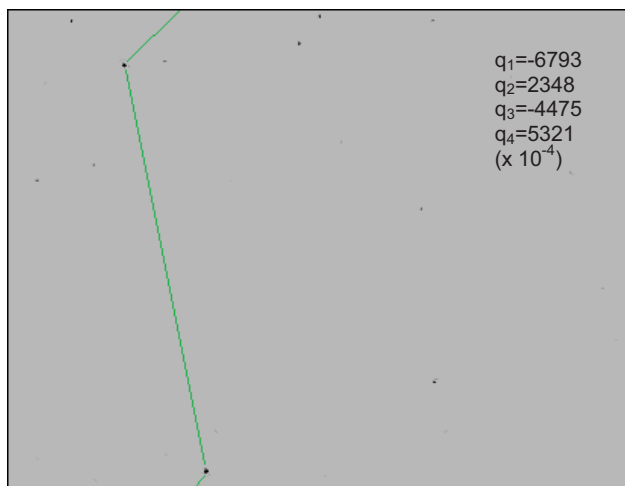 q₁=-6793
q₂=2348
q₃=-4475
q₄=5321
(x 10⁻⁴)